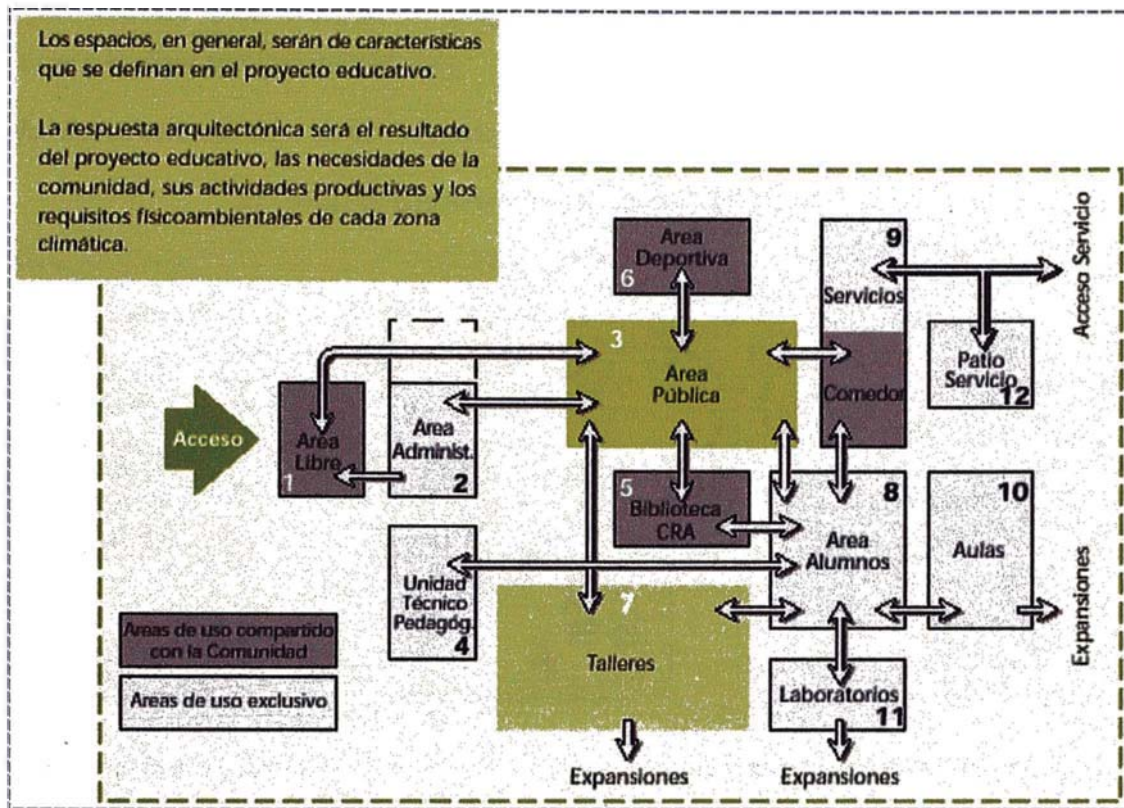 Los espacios, en general, serán de características
que se definan en el proyecto educativo.
La respuesta arquitectónica será el resultado
del proyecto educativo, las necesidades de la
comunidad, sus actividades productivas y los
requisitos fisicoambientales de cada zona
climática.
Acceso
Area
Libre
1
Area
Administ.
2
3
Area
Pública
Unidad
Técnico
Pedagóg.
4
5
Biblioteca
CRA
Area
Deportiva
6
7
Talleres
8
Area
Alumnos
9
Servicios
Comedor
10
Aulas
Laboratorios
11
Patio
Servicio
12
Acceso Servicio
Expansiones
Expansiones
Expansiones
Areas de uso compartido
con la Comunidad
Areas de uso exclusivo